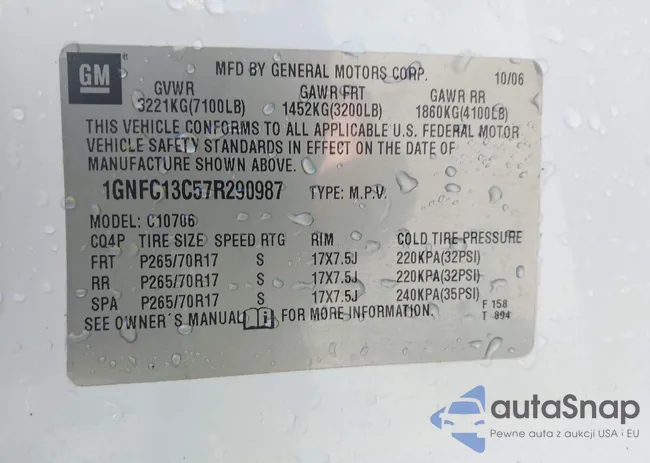 GM
MFD BY GENERAL MOTORS CORP. 10/06
GVWR GAWR FRT GAWR RR
3221KG(7100LB) 1452KG(3200LB) 1860KG(4100LB)
THIS VEHICLE CONFORMS TO ALL APPLICABLE U.S. FEDERAL MOTOR
VEHICLE SAFETY STANDARDS IN EFFECT ON THE DATE OF
MANUFACTURE SHOWN ABOVE.
1GNFC13C57R290987 TYPE: M.P.V.
MODEL: C10706
CQ4P TIRE SIZE SPEED RTG RIM COLD TIRE PRESSURE
FRT P265/70R17 S 17X7.5J 220KPA(32PSI)
RR P265/70R17 S 17X7.5J 220KPA(32PSI)
SPA P265/70R17 S 17X7.5J 240KPA(35PSI)
SEE OWNER'S MANUAL FOR MORE INFORMATION.
F 158
T 894
autaSnap
Pewne auta z aukcji USA i EU